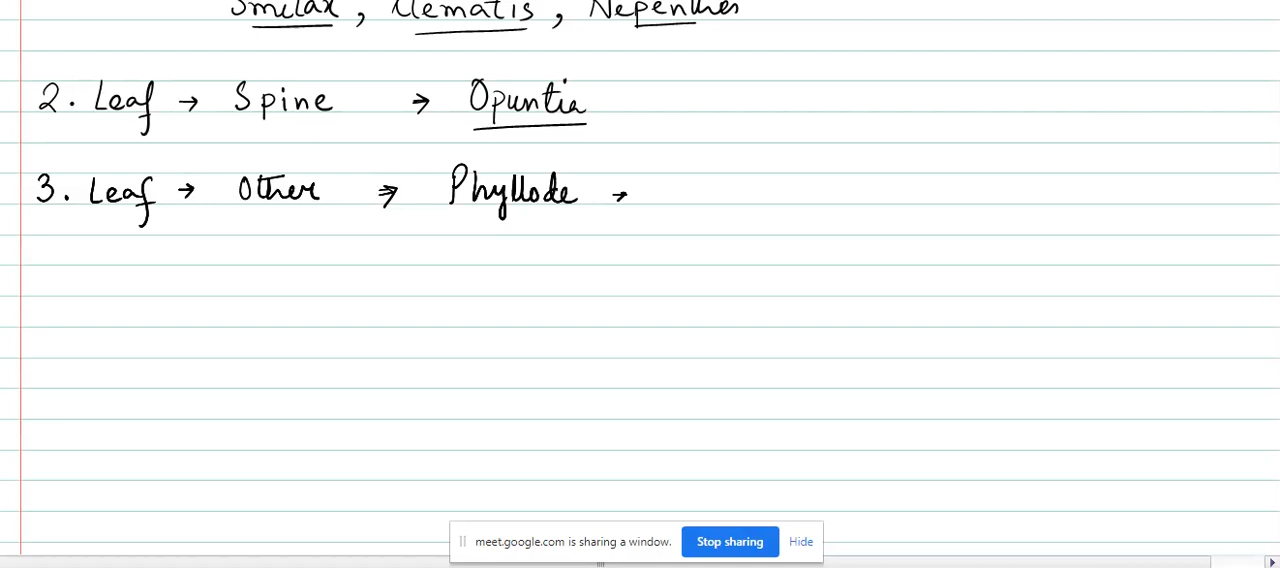 Smilax, Clematis, Nepenthes
2. Leaf → Spine → Opuntia
3. Leaf → Other ⇒ Phyllode →
meet.google.com is sharing a window. Stop sharing Hide